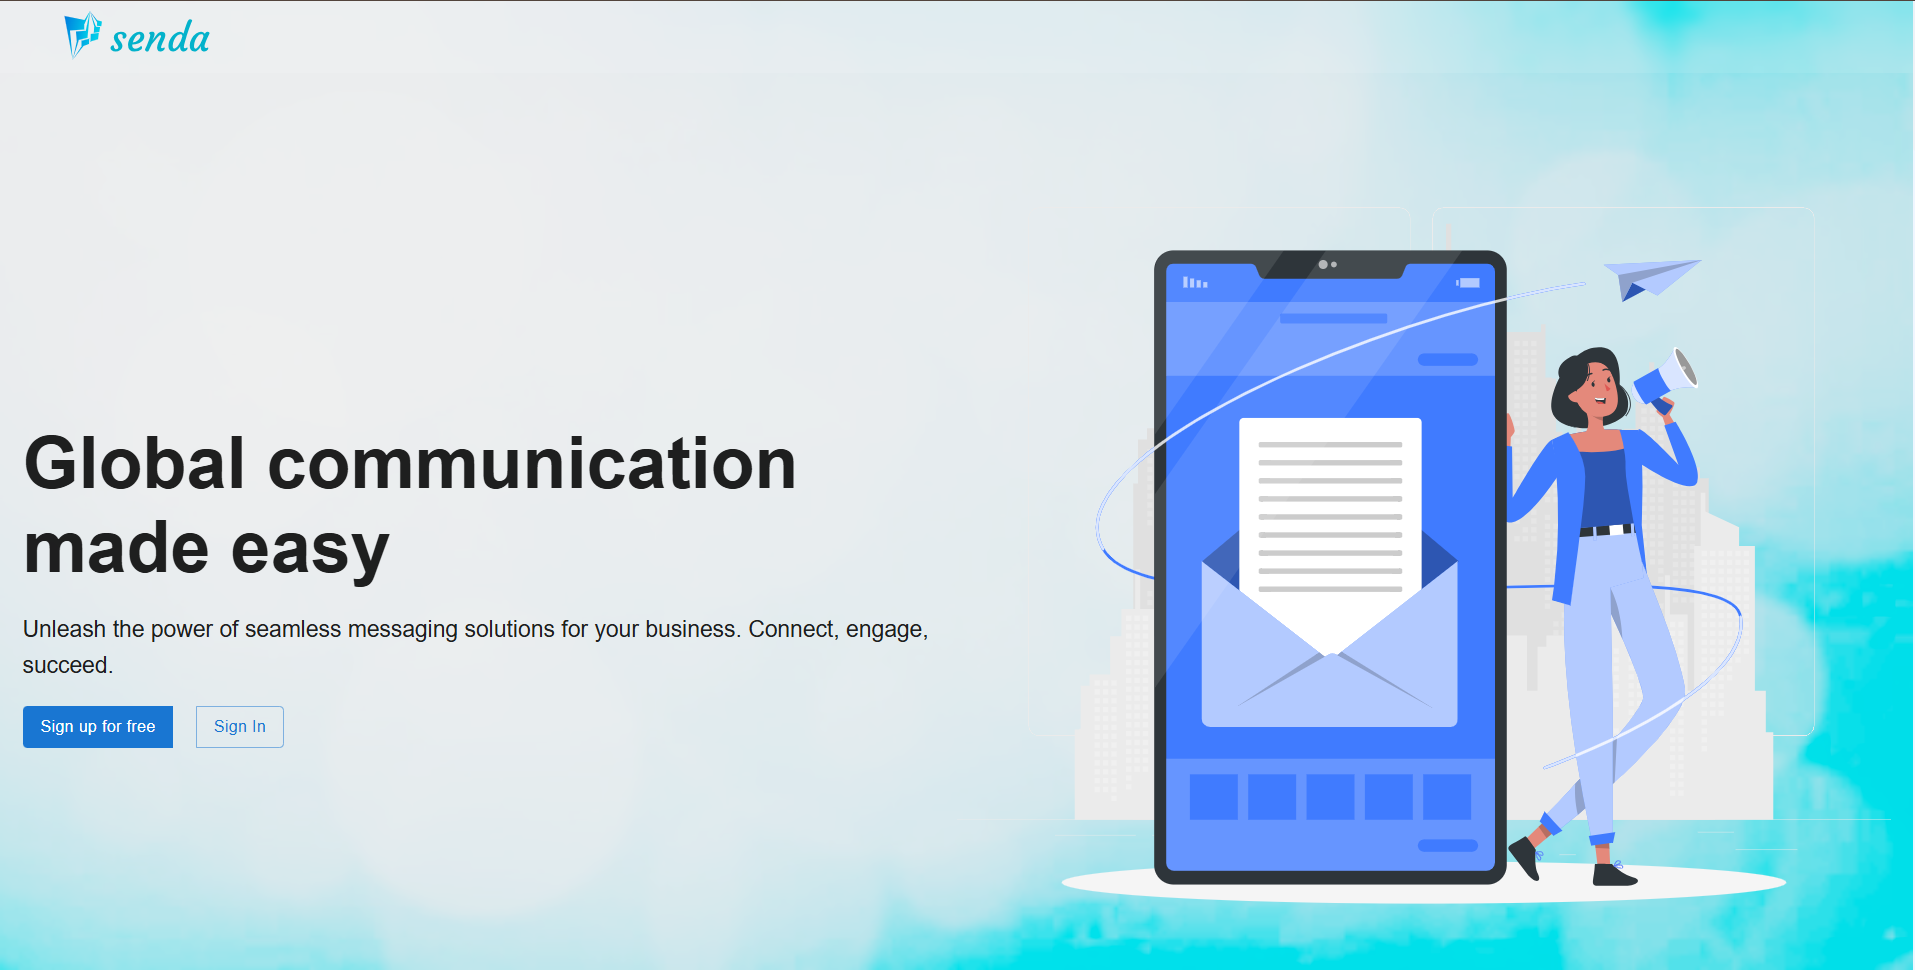 senda
Global communication
made easy
Unleash the power of seamless messaging solutions for your business. Connect, engage,
succeed.
Sign up for free
Sign In